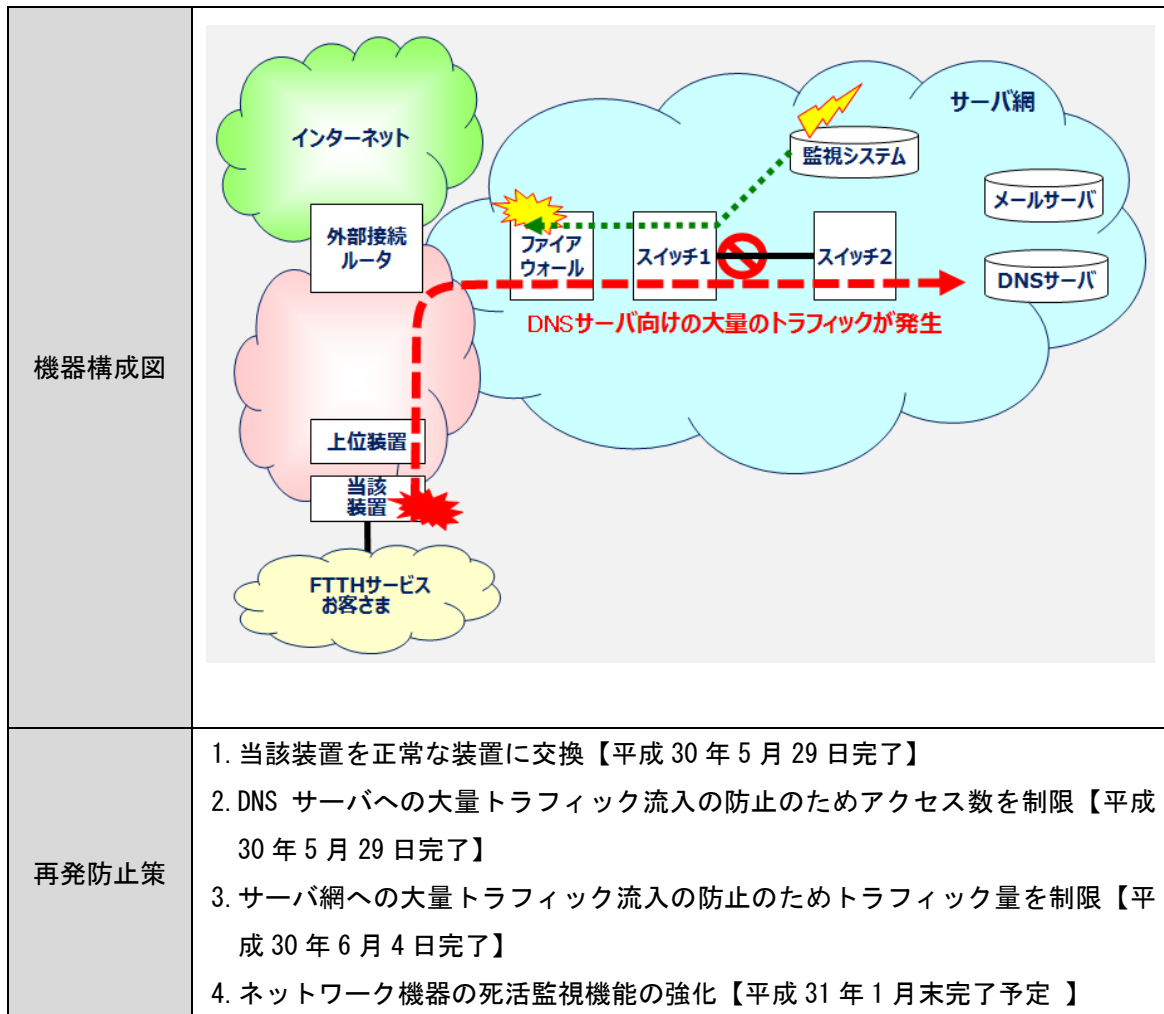 機器構成図
インターネット
サーバ網
監視システム
メールサーバ
外部接続
ルータ
ファイア
ウォール
スイッチ1
スイッチ2
DNSサーバ
DNSサーバ向けの大量のトラフィックが発生
上位装置
当該
装置
FTTHサービス
お客さま
再発防止策
1.当該装置を正常な装置に交換【平成 30 年 5 月 29 日完了】
2.DNS サーバへの大量トラフィック流入の防止のためアクセス数を制限【平成
30 年 5 月 29 日完了】
3.サーバ網への大量トラフィック流入の防止のためトラフィック量を制限【平
成 30 年 6 月 4 日完了】
4.ネットワーク機器の死活監視機能の強化【平成 31 年 1 月末完了予定 】